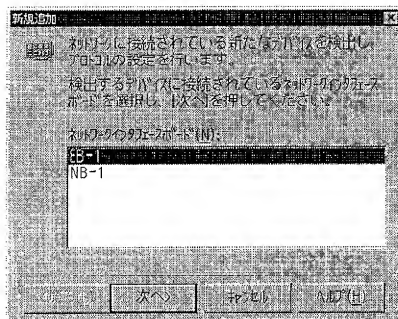 新規追加
ﾈｯﾄﾜｰｸに接続されている新たなﾃﾞﾊﾞｲｽを検出し、
ﾌﾟﾛﾄｺﾙの設定を行います。
検出するﾃﾞﾊﾞｲｽに接続されているﾈｯﾄﾜｰｸｲﾝﾀﾌｪｰｽ
ﾎﾞｰﾄﾞを選択し、[次へ]を押してください。
ﾈｯﾄﾜｰｸｲﾝﾀﾌｪｰｽﾎﾞｰﾄﾞ(N):
EB-1
NB-1
次へ>
ｷｬﾝｾﾙ
ﾍﾙﾌﾟ(H)